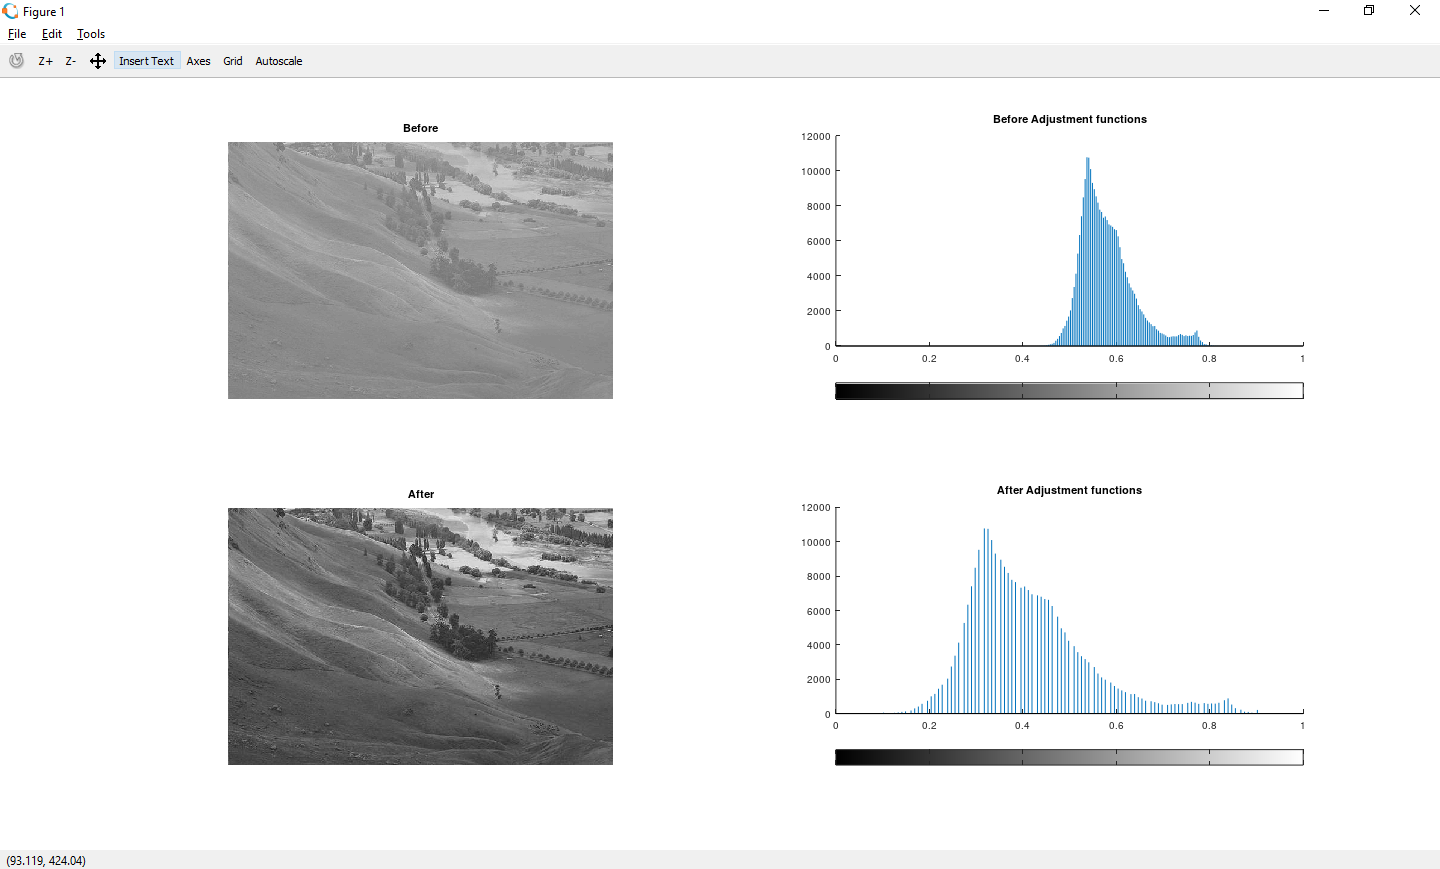 Figure 1
File Edit Tools
Z+ Z- Insert Text Axes Grid Autoscale
Before
Before Adjustment functions
12000
10000
8000
6000
4000
2000
0
0 0.2 0.4 0.6 0.8 1
After
After Adjustment functions
12000
10000
8000
6000
4000
2000
0
0 0.2 0.4 0.6 0.8 1
(93.119, 424.04)